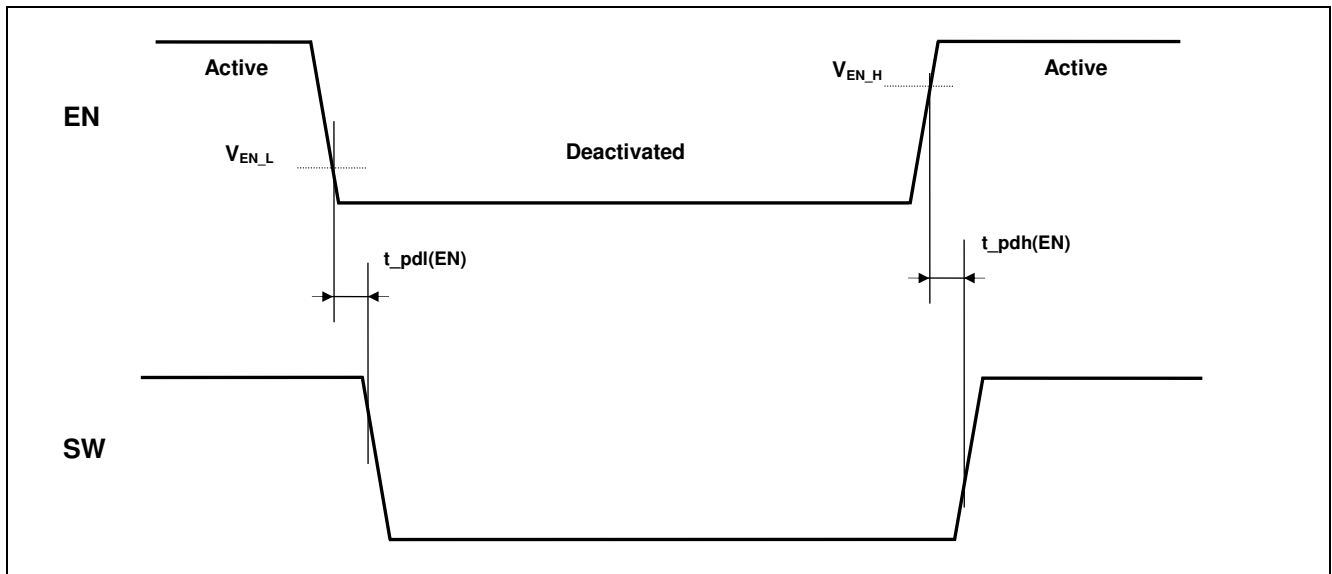 Active
V_EN_H
Active
EN
V_EN_L
Deactivated
t_pdl(EN)
t_pdh(EN)
SW